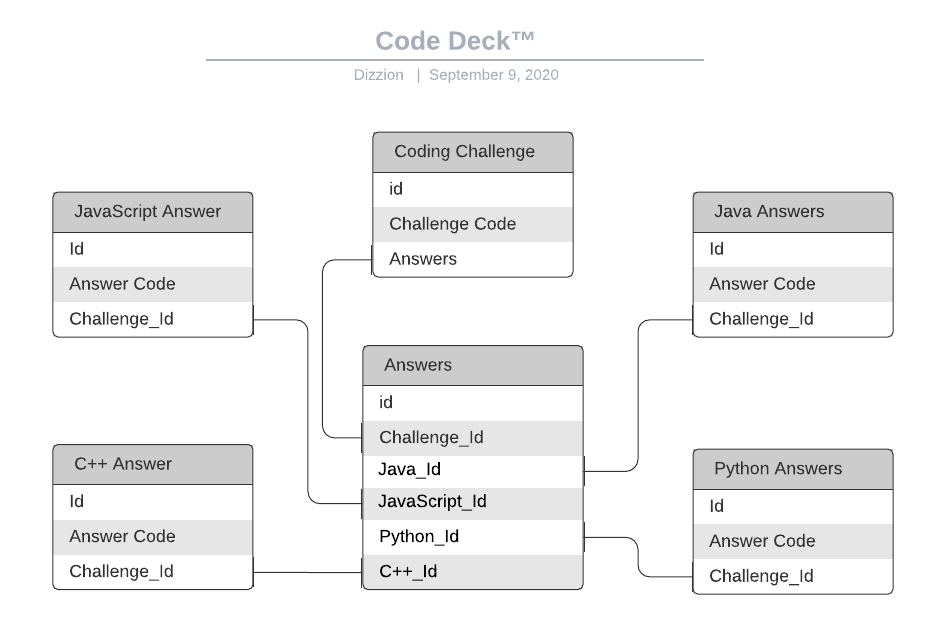 Code Deck™
Dizzion | September 9, 2020
Coding Challenge
id
Challenge Code
Answers
JavaScript Answer
Id
Answer Code
Challenge_Id
Java Answers
Id
Answer Code
Challenge_Id
Answers
id
Challenge_Id
Java_Id
JavaScript_Id
Python_Id
C++_Id
C++ Answer
Id
Answer Code
Challenge_Id
Python Answers
Id
Answer Code
Challenge_Id